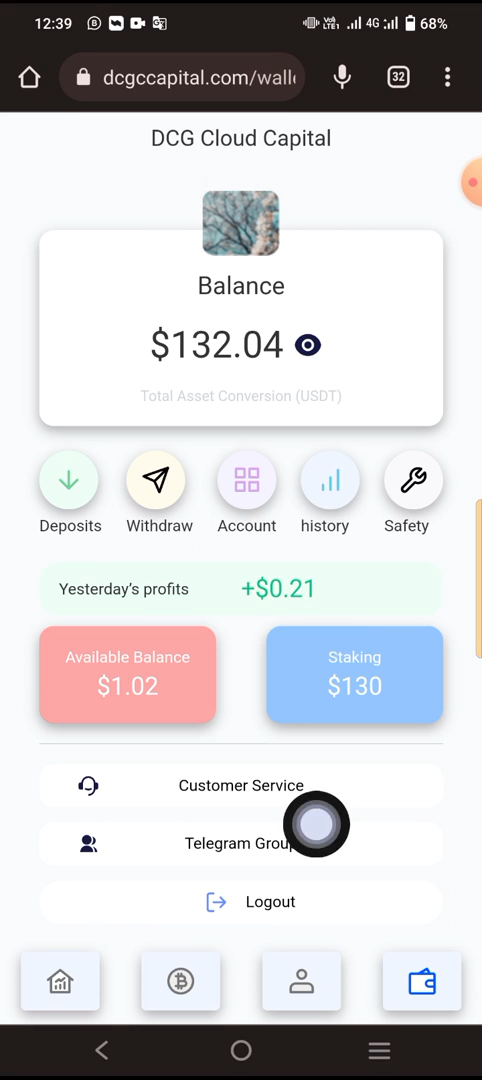 12:39 Vo) LTE1 4G 68%
dcgccapital.com/wall 32
DCG Cloud Capital
Balance
$132.04
Total Asset Conversion (USDT)
Deposits Withdraw Account history Safety
Yesterday's profits +$0.21
Available Balance Staking
$1.02 $130
Customer Service
Telegram Group
Logout